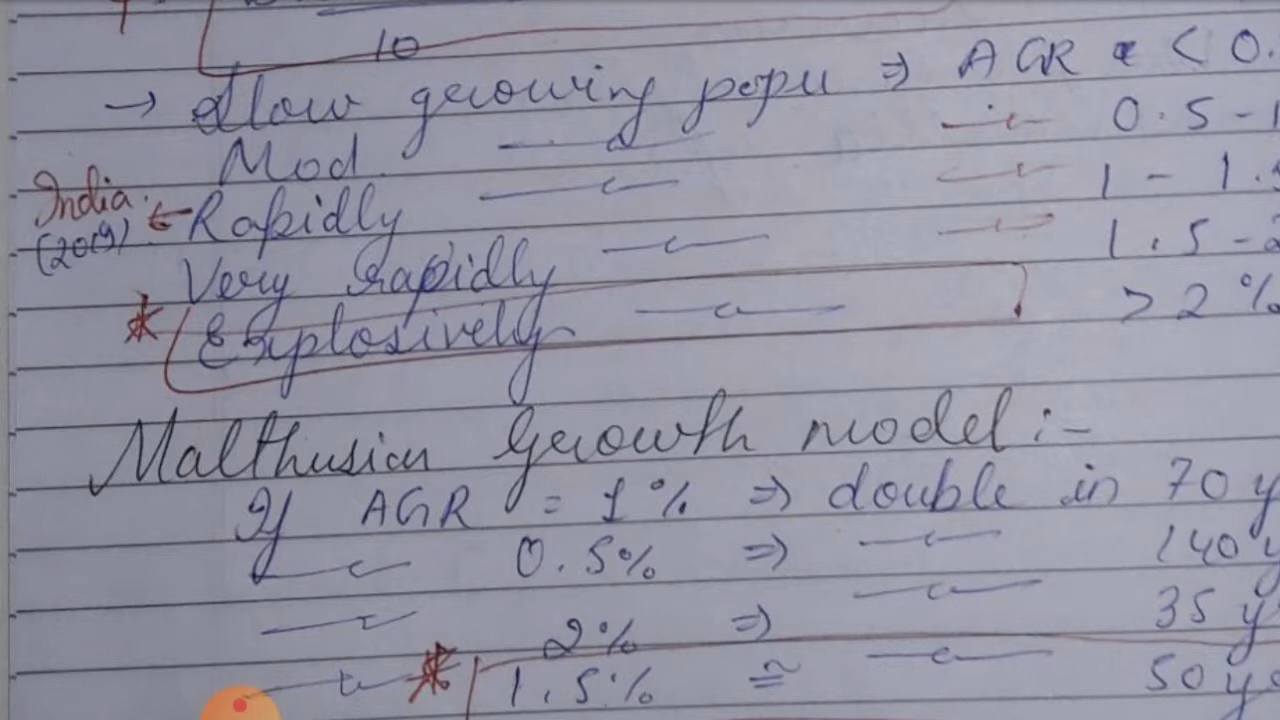 10
→ Slow growing popu ⇒ AGR < 0.
Mod. —〃— —〃— 0.5 - 1
India (2019) ← Rapidly —〃— —〃— 1 - 1.5
Very rapidly —〃— —〃— 1.5 - 2
* Explosively —〃— > 2%
Malthusian Growth model :-
If AGR = 1% ⇒ double in 70 y
—〃— 0.5% ⇒ —〃— 140 y
—〃— 2% ⇒ —〃— 35 y
—〃— * 1.5% ≅ —〃— 50 y